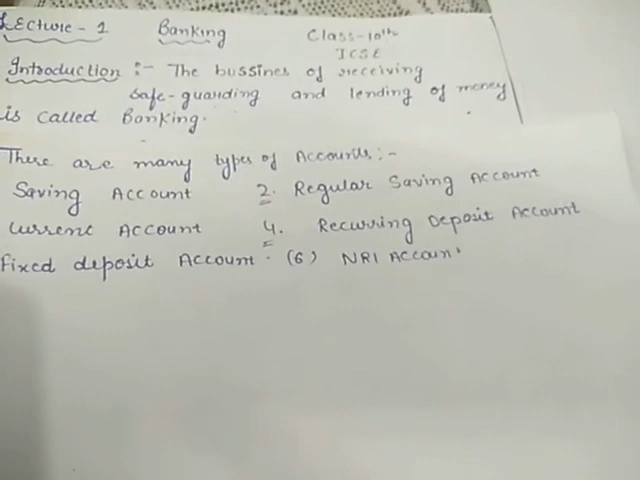 Lecture - 1 Banking Class-10th
ICSE
Introduction :- The bussines of receiving
safe-guarding and lending of money
is called Banking.
There are many types of Accounts :-
Saving Account 2. Regular Saving Account
Current Account 4. Recurring Deposit Account
fixed deposit Account. (6) NRI Accoun